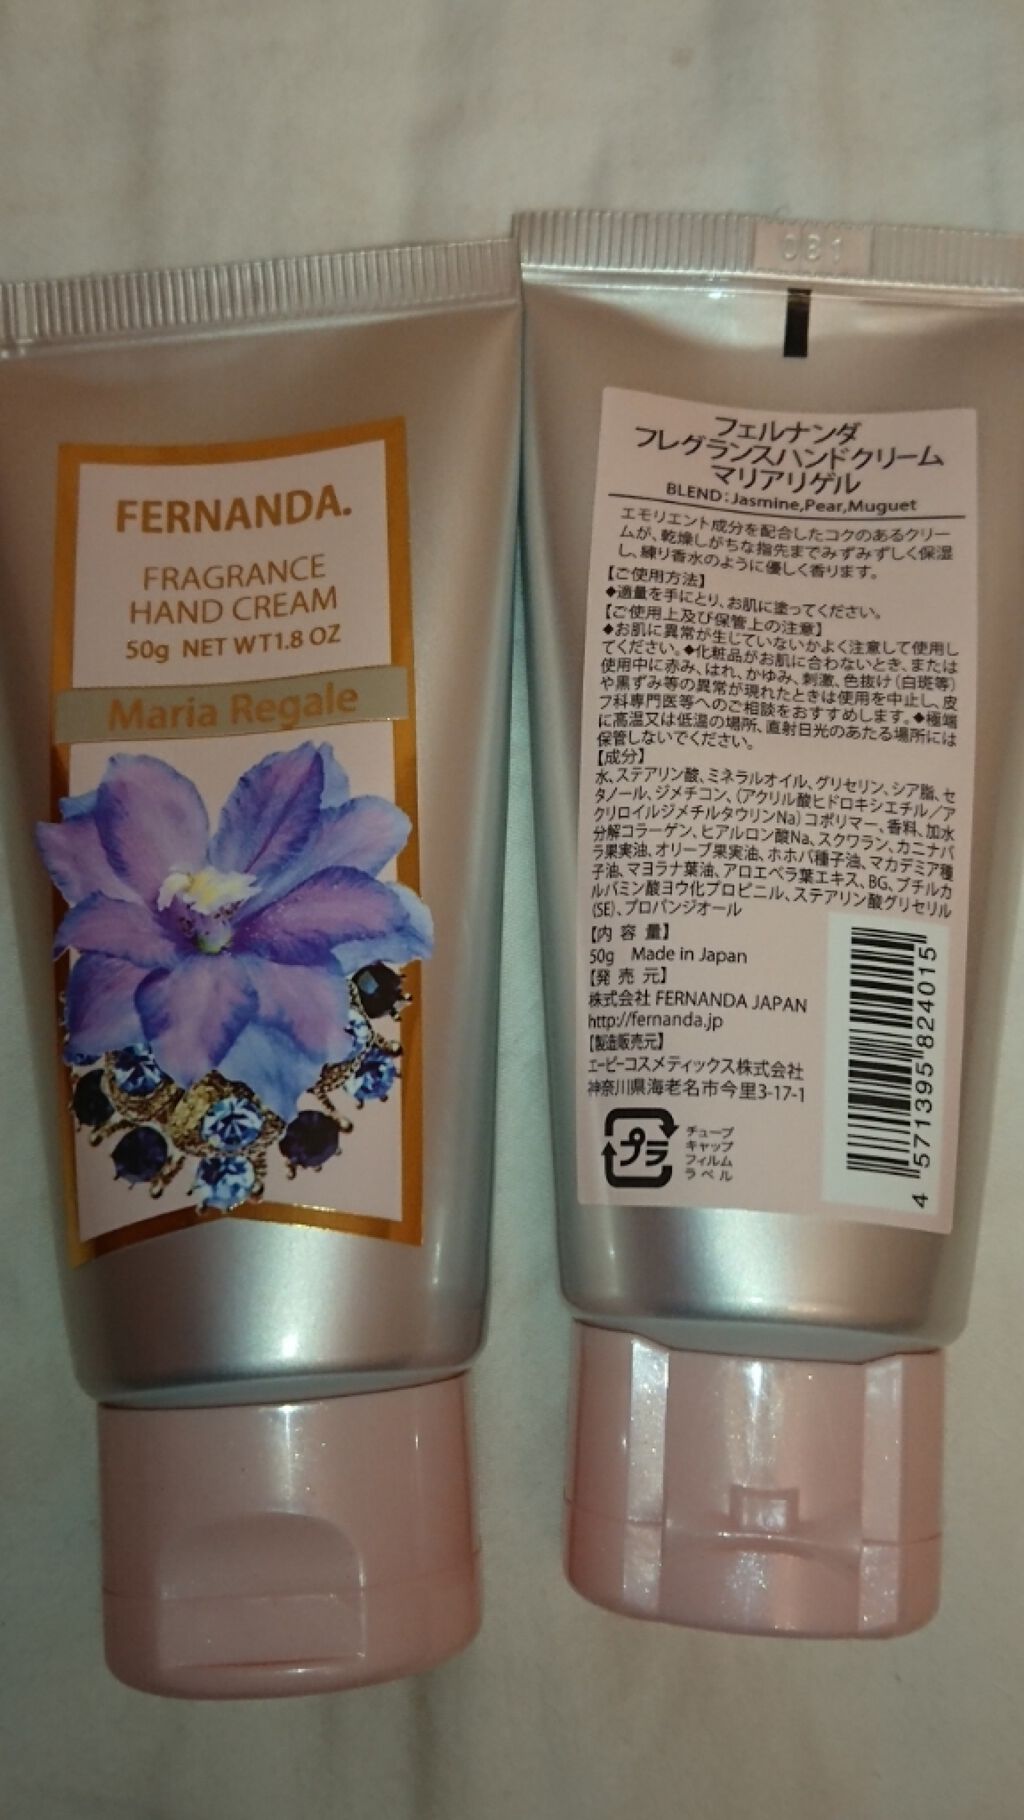 FERNANDA.
FRAGRANCE
HAND CREAM
50g NET WT1.8 OZ
Maria Regale
081
フェルナンダ
フレグランスハンドクリーム
マリアリゲル
BLEND:Jasmine,Pear,Muguet
エモリエント成分を配合したコクのあるクリー
ムが、乾燥しがちな指先までみずみずしく保湿
し、練り香水のように優しく香ります。
【ご使用方法】
◆適量を手にとり、お肌に塗ってください。
【ご使用上及び保管上の注意】
◆お肌に異常が生じていないかよく注意して使用し
てください。◆化粧品がお肌に合わないとき、または
使用中に赤み、はれ、かゆみ、刺激、色抜け(白斑等)
や黒ずみ等の異常が現れたときは使用を中止し、皮
フ科専門医等へのご相談をおすすめします。◆極端
に高温又は低温の場所、直射日光のあたる場所には
保管しないでください。
【成分】
水、ステアリン酸、ミネラルオイル、グリセリン、シア脂、セ
タノール、ジメチコン、(アクリル酸ヒドロキシエチル/ア
クリロイルジメチルタウリンNa)コポリマー、香料、加水
分解コラーゲン、ヒアルロン酸Na、スクワラン、カニナバ
ラ果実油、オリーブ果実油、ホホバ種子油、マカデミア種
子油、マヨラナ葉油、アロエベラ葉エキス、BG、ブチルカ
ルバミン酸ヨウ化プロピニル、ステアリン酸グリセリル
(SE)、プロパンジオール
【内 容 量】
50g Made in Japan
【発 売 元】
株式会社 FERNANDA JAPAN
http://fernanda.jp
【製造販売元】
エーピーコスメティックス株式会社
神奈川県海老名市今里3-17-1
プラ
チューブ
キャップ
フィルム
ラベル
4 571395 824015